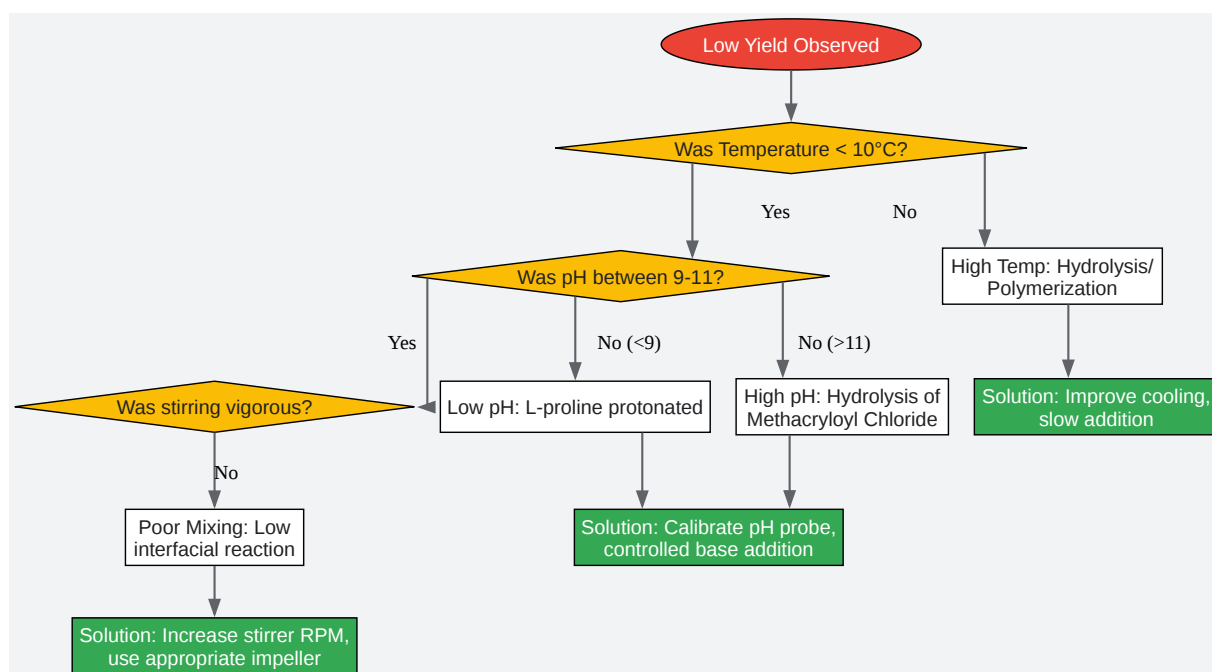 Low Yield Observed
Was Temperature < 10°C?
Yes
No
Was pH between 9-11?
High Temp: Hydrolysis/
Polymerization
Yes
No (<9)
No (>11)
Was stirring vigorous?
Low pH: L-proline protonated
High pH: Hydrolysis of
Methacryloyl Chloride
Solution: Improve cooling,
slow addition
No
Poor Mixing: Low
interfacial reaction
Solution: Calibrate pH probe,
controlled base addition
Solution: Increase stirrer RPM,
use appropriate impeller